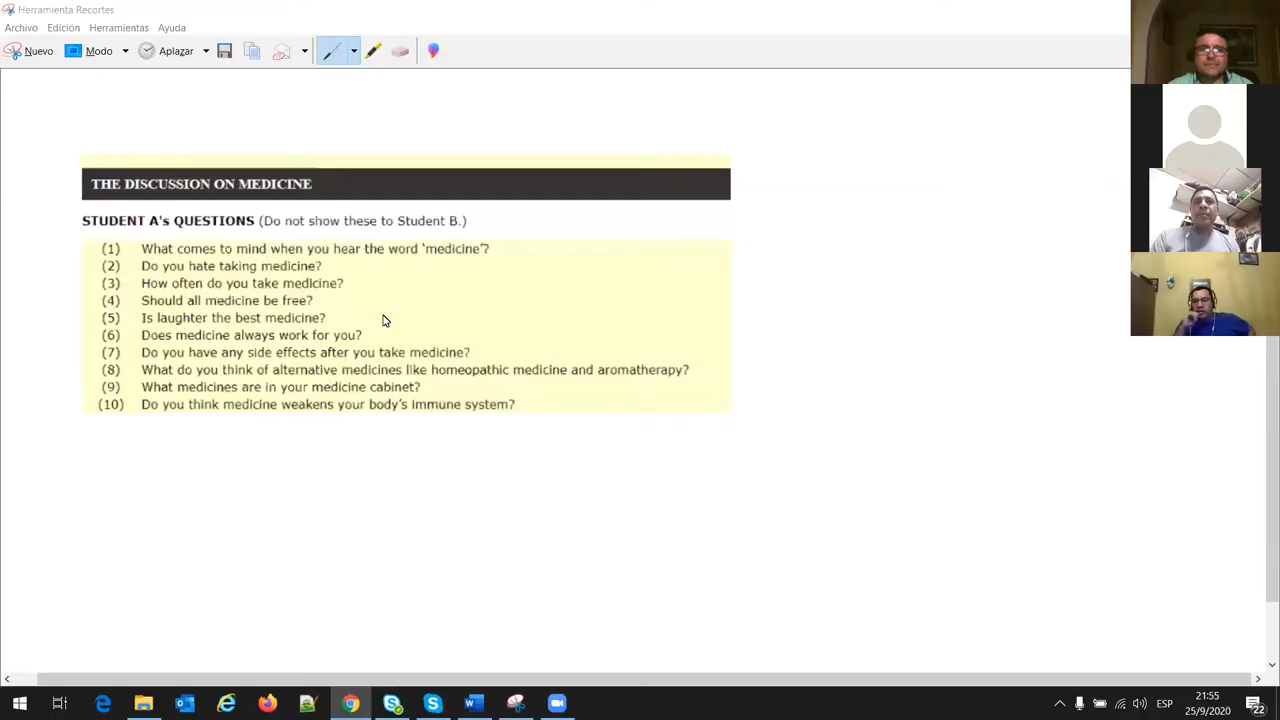 Herramienta Recortes
Archivo Edición Herramientas Ayuda
Nuevo Modo Aplazar
THE DISCUSSION ON MEDICINE
STUDENT A's QUESTIONS (Do not show these to Student B.)
(1) What comes to mind when you hear the word ‘medicine’?
(2) Do you hate taking medicine?
(3) How often do you take medicine?
(4) Should all medicine be free?
(5) Is laughter the best medicine?
(6) Does medicine always work for you?
(7) Do you have any side effects after you take medicine?
(8) What do you think of alternative medicines like homeopathic medicine and aromatherapy?
(9) What medicines are in your medicine cabinet?
(10) Do you think medicine weakens your body’s immune system?
ESP
21:55
25/9/2020
22